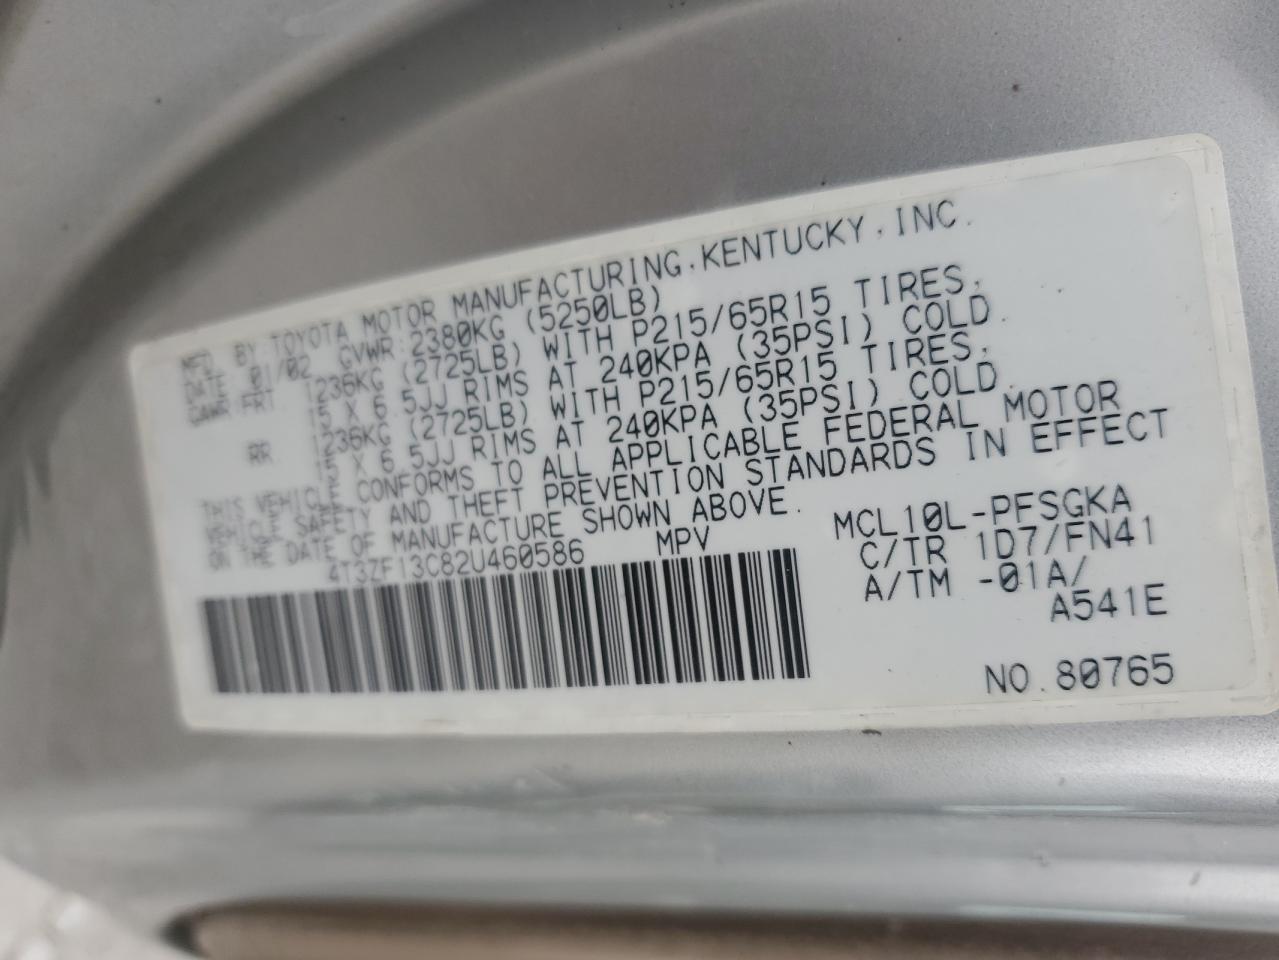 MFD. BY: TOYOTA MOTOR MANUFACTURING, KENTUCKY, INC.
DATE: 01/02 GVWR: 2380KG (5250LB)
GAWR: FRT 1236KG (2725LB) WITH P215/65R15 TIRES,
15 X 6.5JJ RIMS AT 240KPA (35PSI) COLD.
RR 1236KG (2725LB) WITH P215/65R15 TIRES,
15 X 6.5JJ RIMS AT 240KPA (35PSI) COLD.
THIS VEHICLE CONFORMS TO ALL APPLICABLE FEDERAL MOTOR
VEHICLE SAFETY AND THEFT PREVENTION STANDARDS IN EFFECT
ON THE DATE OF MANUFACTURE SHOWN ABOVE.
4T3ZF13C82U460586 MPV
MCL10L-PFSGKA
C/TR 1D7/FN41
A/TM -01A/
A541E
NO. 80765